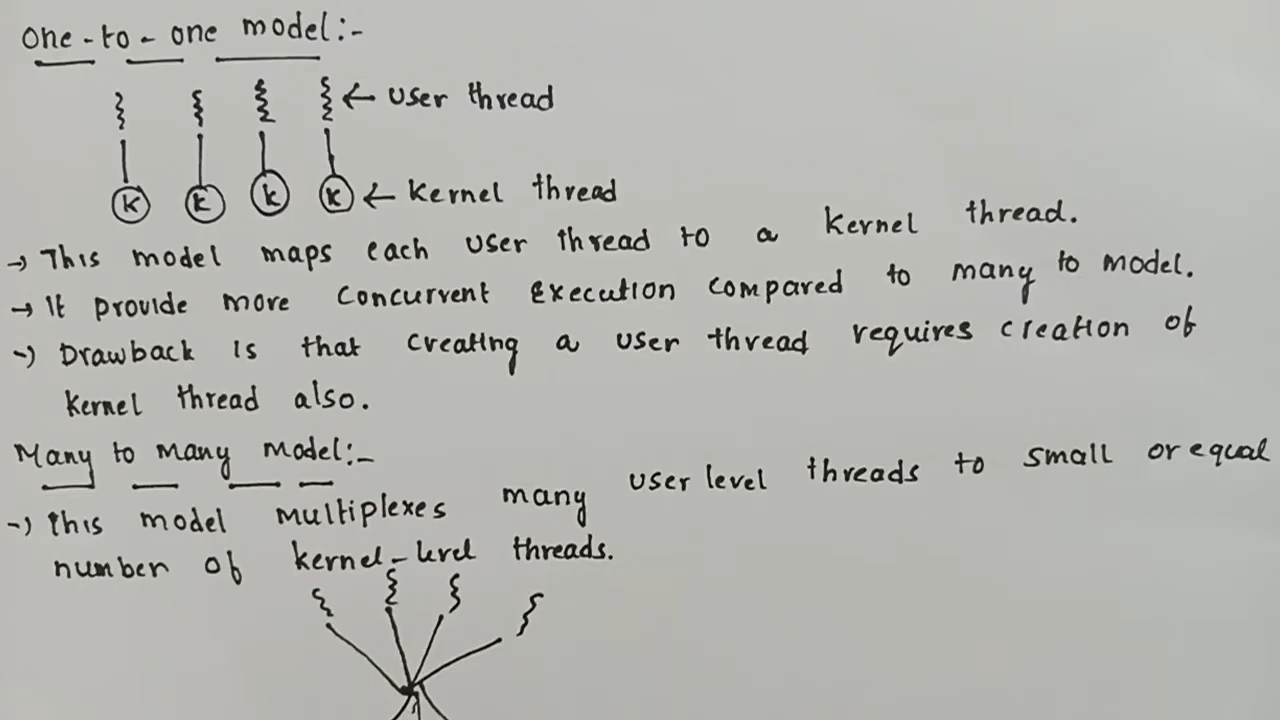 one-to-one model:-
← user thread
K K K K ← kernel thread
→ This model maps each user thread to a kernel thread.
→ It provide more concurrent execution compared to many to model.
→ Drawback is that creating a user thread requires creation of
kernel thread also.
Many to many model:-
→ This model multiplexes many user level threads to small or equal
number of kernel-level threads.